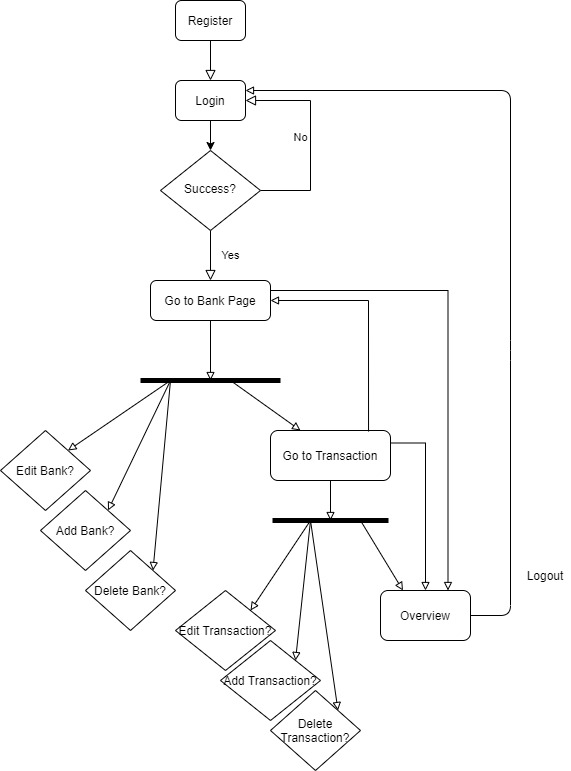 Register
Login
No
Success?
Yes
Go to Bank Page
Go to Transaction
Edit Bank?
Add Bank?
Delete Bank?
Logout
Overview
Edit Transaction?
Add Transaction?
Delete
Transaction?